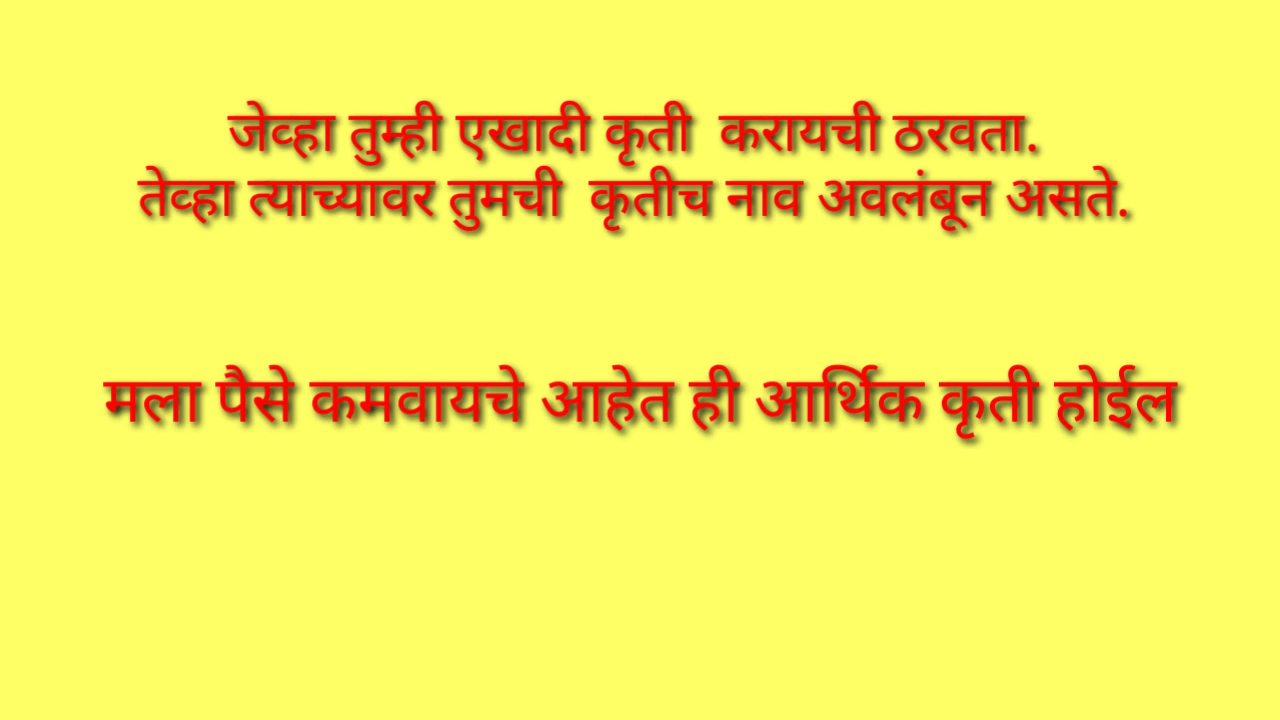 जेव्हा तुम्ही एखादी कृती करायची ठरवता.
तेव्हा त्याच्यावर तुमची कृतीच नाव अवलंबून असते.
मला पैसे कमवायचे आहेत ही आर्थिक कृती होईल